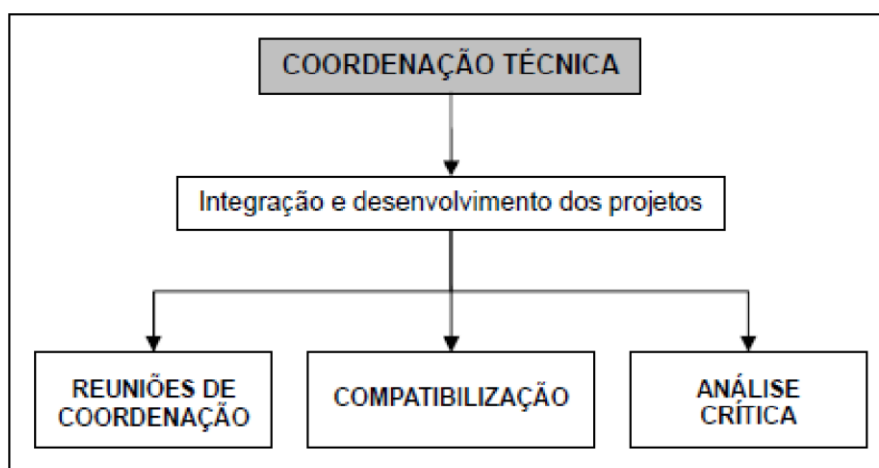 COORDENAÇÃO TÉCNICA
Integração e desenvolvimento dos projetos
REUNIÕES DE
COORDENAÇÃO
COMPATIBILIZAÇÃO
ANÁLISE
CRÍTICA